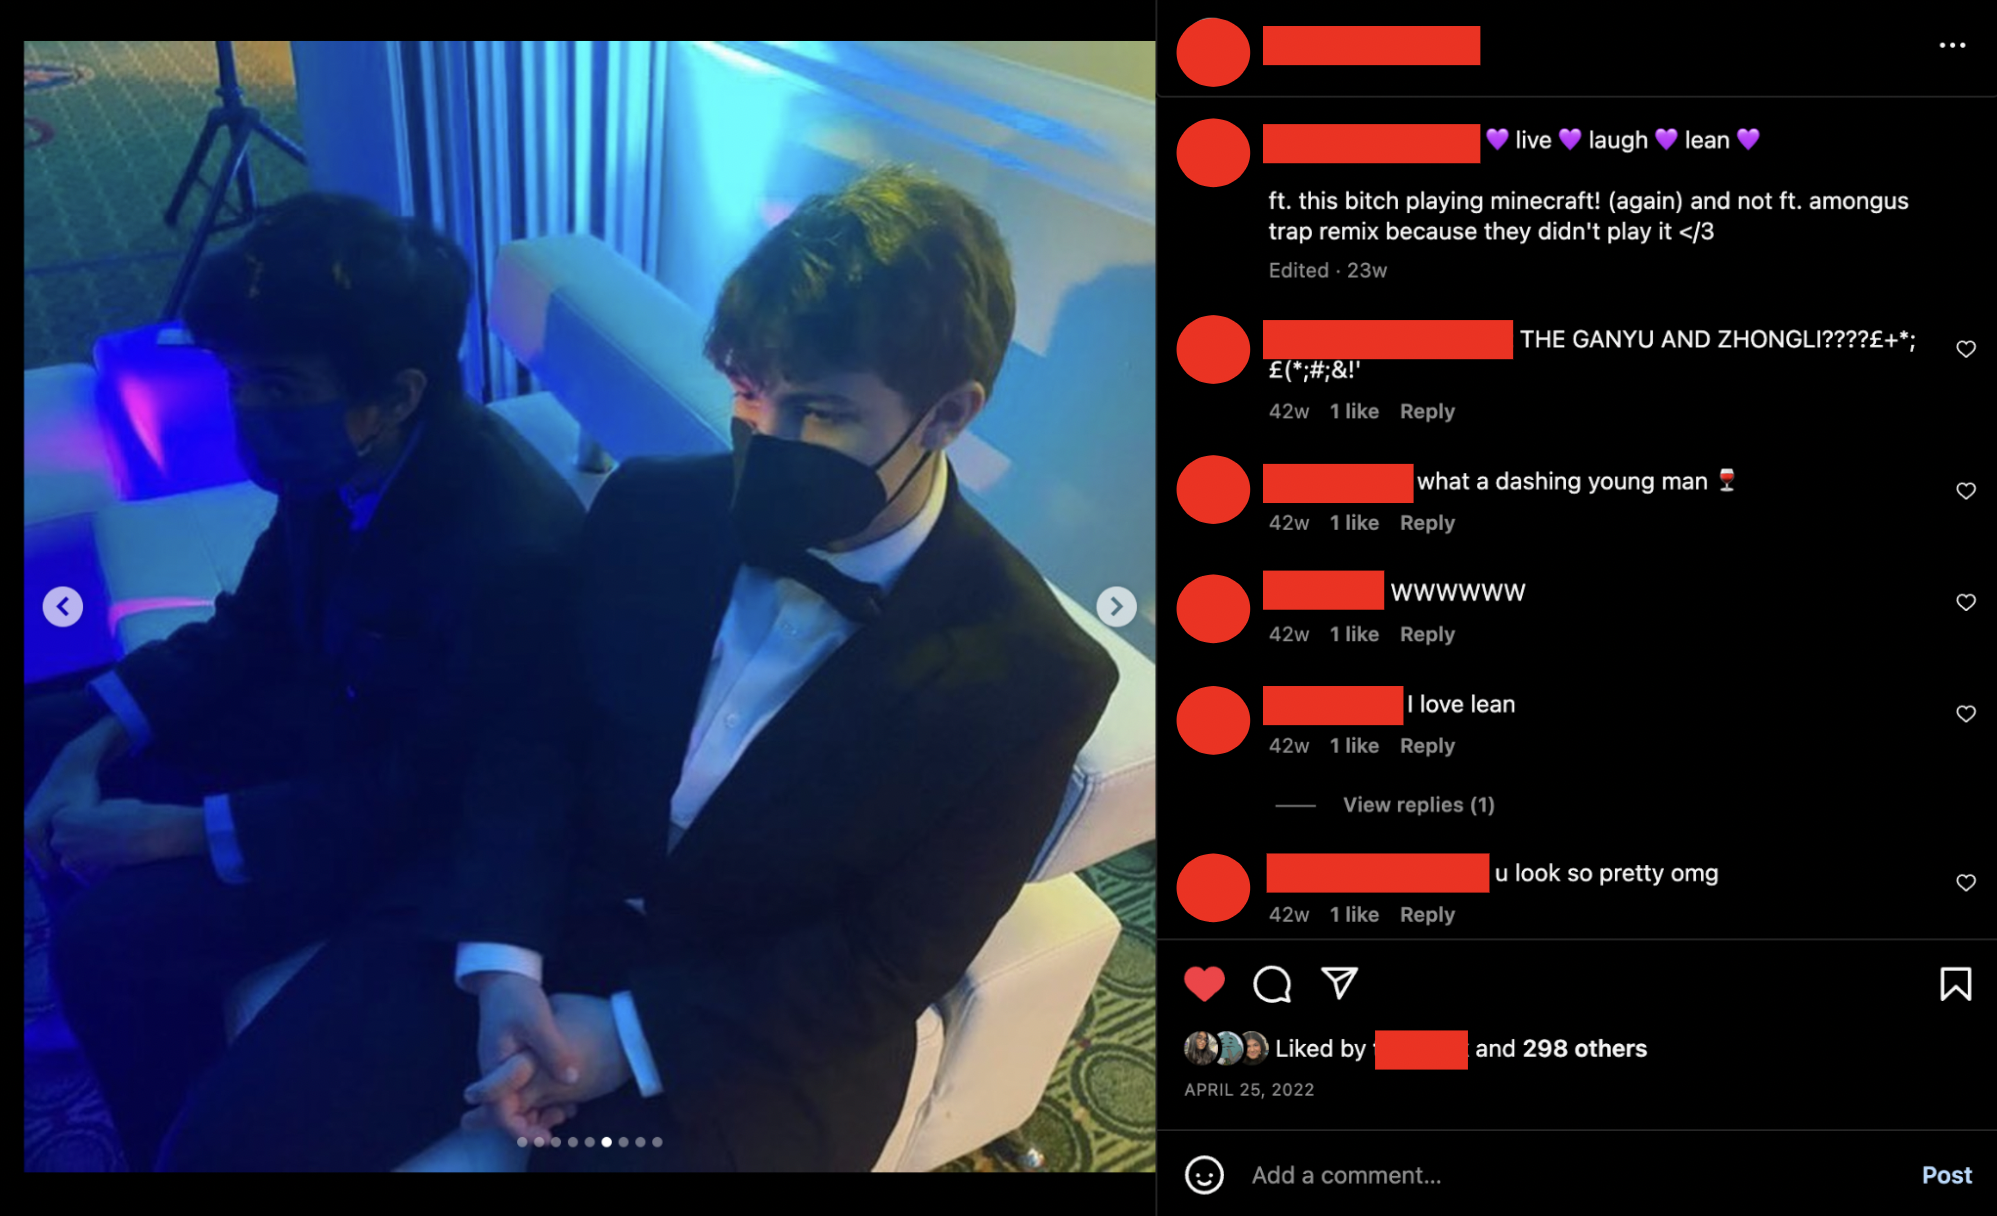 💜 live 💜 laugh 💜 lean 💜
ft. this bitch playing minecraft! (again) and not ft. amongus
trap remix because they didn't play it </3
Edited · 23w
THE GANYU AND ZHONGLI????£+*;
£(*;#;&!'
42w 1 like Reply
what a dashing young man 🍷
42w 1 like Reply
WWWWWW
42w 1 like Reply
I love lean
42w 1 like Reply
View replies (1)
u look so pretty omg
42w 1 like Reply
Liked by and 298 others
APRIL 25, 2022
Add a comment...
Post